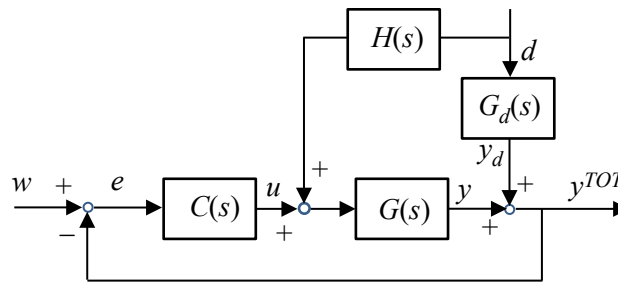 H(s)
d
G_d(s)
+
y_d
w + e C(s) u G(s) y + y^{TOT}
− + +